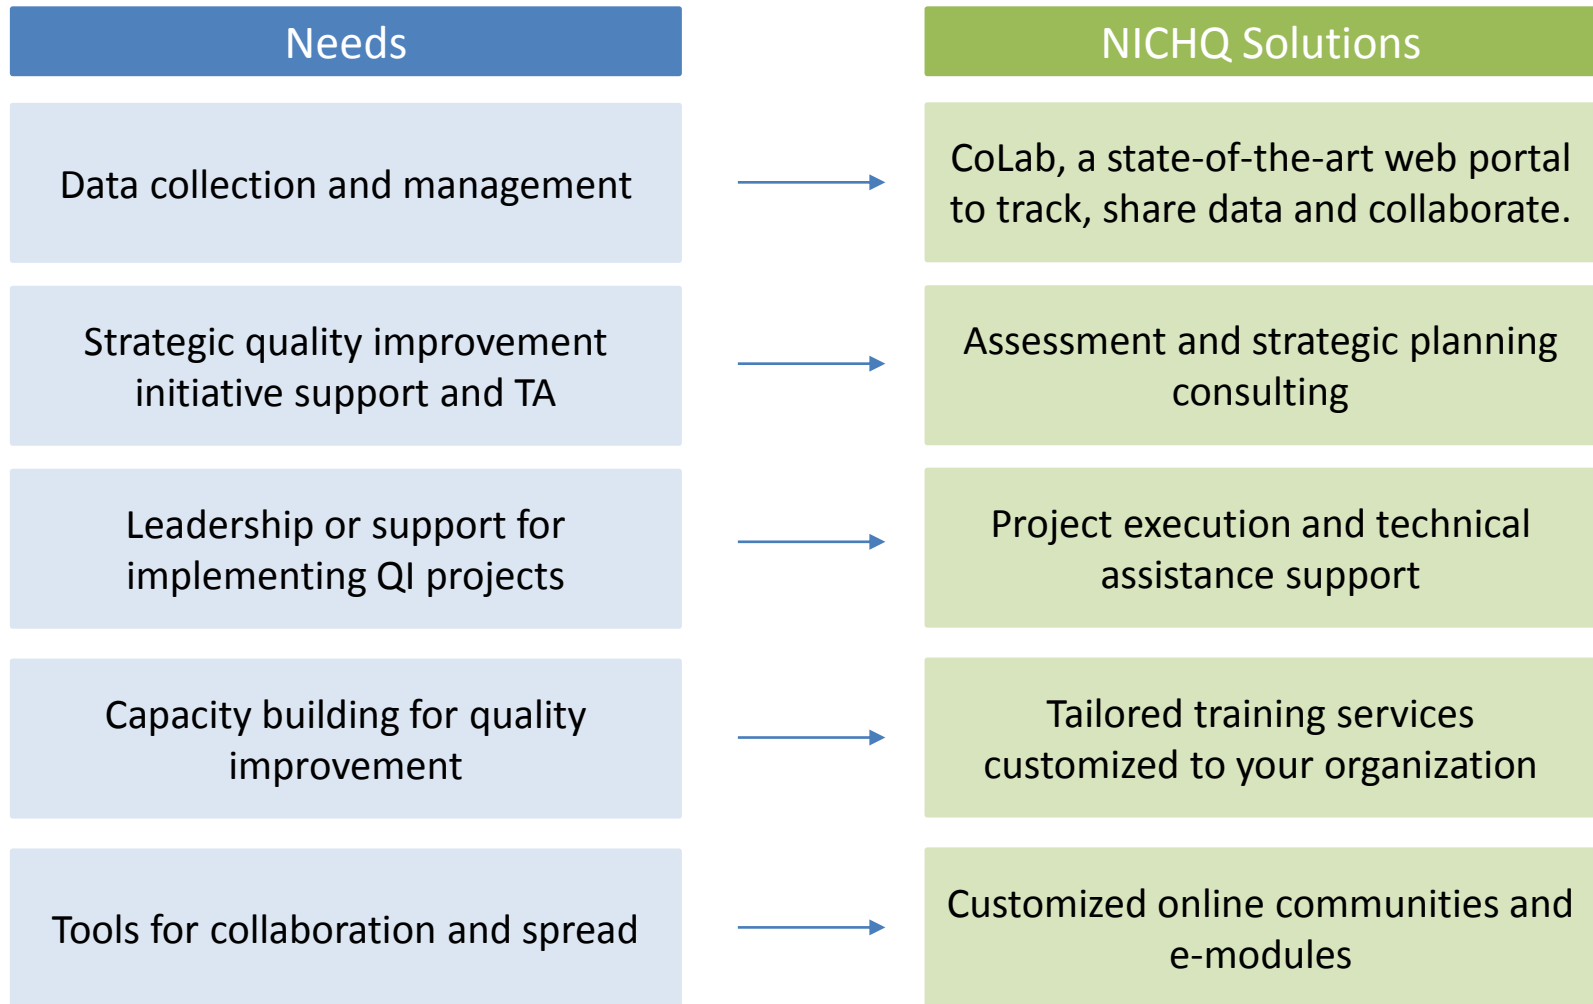 Needs
NICHQ Solutions
Data collection and management
CoLab, a state-of-the-art web portal
to track, share data and collaborate.
Strategic quality improvement
initiative support and TA
Assessment and strategic planning
consulting
Leadership or support for
implementing QI projects
Project execution and technical
assistance support
Capacity building for quality
improvement
Tailored training services
customized to your organization
Tools for collaboration and spread
Customized online communities and
e-modules